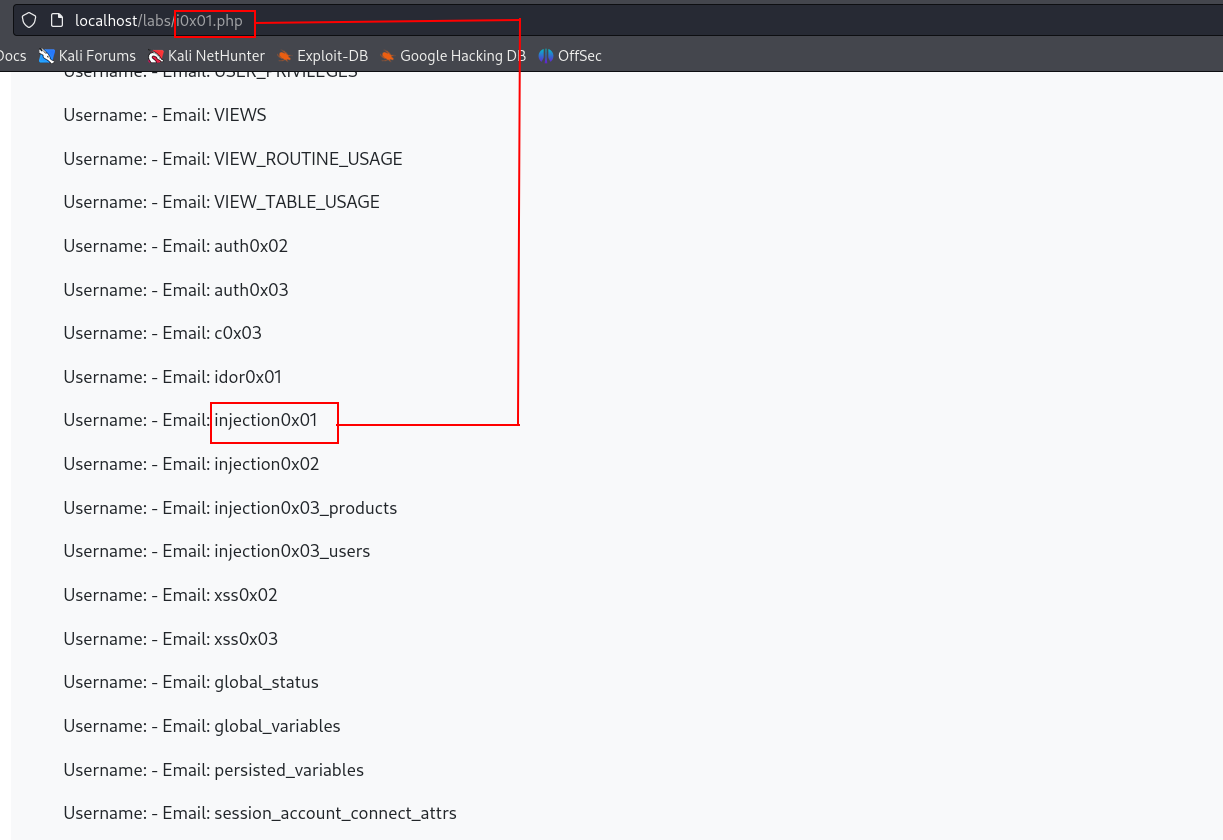 localhost/labs/i0x01.php
Docs Kali Forums Kali NetHunter Exploit-DB Google Hacking DB OffSec
Username: - Email: USER_PRIVILEGES
Username: - Email: VIEWS
Username: - Email: VIEW_ROUTINE_USAGE
Username: - Email: VIEW_TABLE_USAGE
Username: - Email: auth0x02
Username: - Email: auth0x03
Username: - Email: c0x03
Username: - Email: idor0x01
Username: - Email: injection0x01
Username: - Email: injection0x02
Username: - Email: injection0x03_products
Username: - Email: injection0x03_users
Username: - Email: xss0x02
Username: - Email: xss0x03
Username: - Email: global_status
Username: - Email: global_variables
Username: - Email: persisted_variables
Username: - Email: session_account_connect_attrs